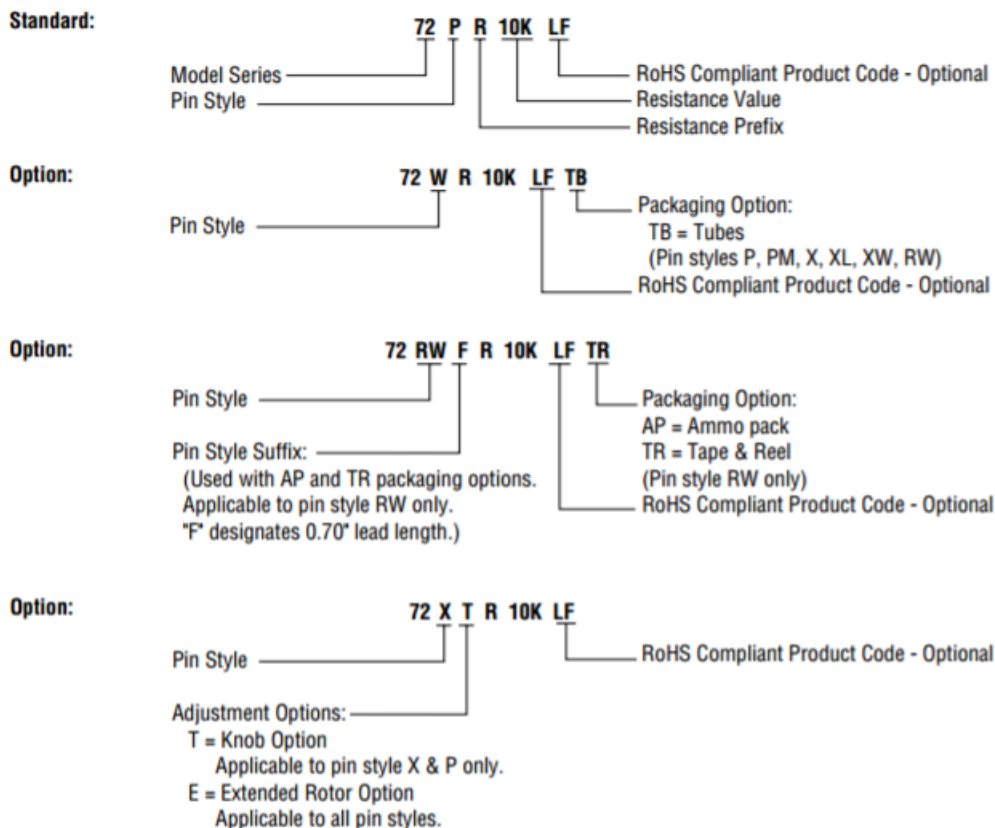 Standard:
72 P R 10K LF
Model Series
RoHS Compliant Product Code - Optional
Pin Style
Resistance Value
Resistance Prefix
Option:
72 W R 10K LF TB
Pin Style
Packaging Option:
TB = Tubes
(Pin styles P, PM, X, XL, XW, RW)
RoHS Compliant Product Code - Optional
Option:
72 RW F R 10K LF TR
Pin Style
Packaging Option:
AP = Ammo pack
TR = Tape & Reel
(Pin style RW only)
RoHS Compliant Product Code - Optional
Pin Style Suffix:
(Used with AP and TR packaging options.
Applicable to pin style RW only.
"F" designates 0.70" lead length.)
Option:
72 X T R 10K LF
Pin Style
RoHS Compliant Product Code - Optional
Adjustment Options:
T = Knob Option
Applicable to pin style X & P only.
E = Extended Rotor Option
Applicable to all pin styles.